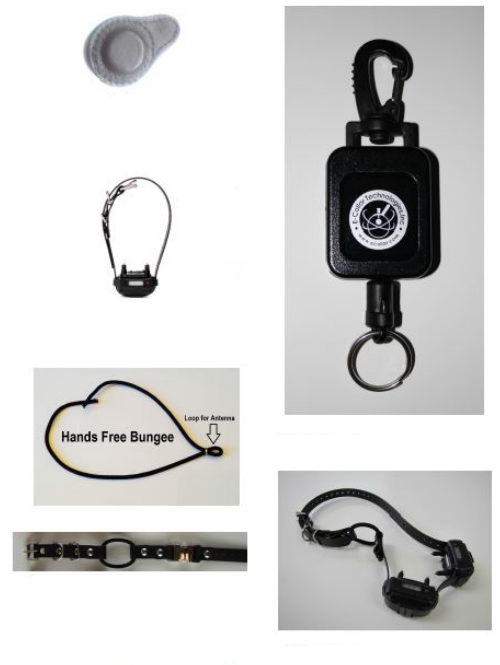 E-Collar Technologies, Inc
Loop for Antenna
Hands Free Bungee